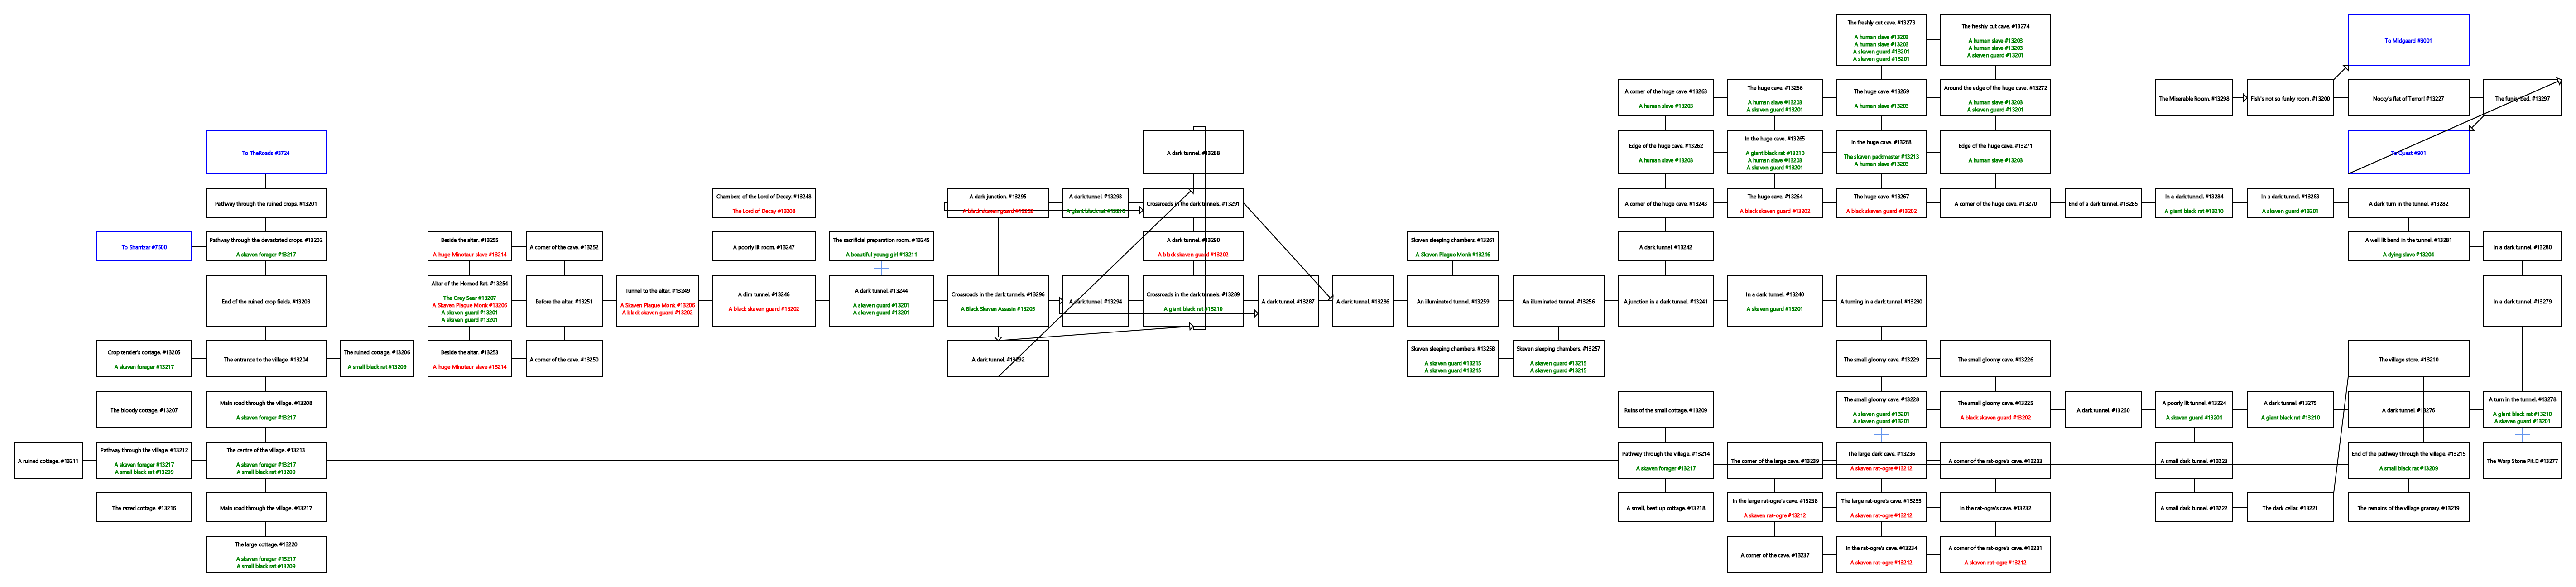 The freshly cut cave. #13273
A human slave #13203
A human slave #13203
A skaven guard #13201
A skaven guard #13201
The freshly cut cave. #13274
A human slave #13203
A human slave #13203
A skaven guard #13201
To Midgaard #3001
A corner of the huge cave. #13263
A human slave #13203
The huge cave. #13266
A human slave #13203
A skaven guard #13201
The huge cave. #13269
A human slave #13203
Around the edge of the huge cave. #13272
A human slave #13203
A skaven guard #13201
The Miserable Room. #13298
Fish's not so funky room. #13200
Noccy's flat of Terror! #13227
The funky bed. #13297
To TheRoads #3724
A dark tunnel. #13288
Edge of the huge cave. #13262
A human slave #13203
In the huge cave. #13265
A giant black rat #13210
A human slave #13203
A skaven guard #13201
In the huge cave. #13268
The skaven packmaster #13213
A human slave #13203
Edge of the huge cave. #13271
A human slave #13203
To Quest #901
Pathway through the ruined crops. #13201
Chambers of the Lord of Decay. #13248
The Lord of Decay #13208
A dark junction. #13295
A black skaven guard #13202
A dark tunnel. #13293
A giant black rat #13210
Crossroads in the dark tunnels. #13291
A corner of the huge cave. #13243
The huge cave. #13264
A black skaven guard #13202
The huge cave. #13267
A black skaven guard #13202
A corner of the huge cave. #13270
End of a dark tunnel. #13285
In a dark tunnel. #13284
A giant black rat #13210
In a dark tunnel. #13283
A skaven guard #13201
A dark turn in the tunnel. #13282
To Sharrizar #7500
Pathway through the devastated crops. #13202
A skaven forager #13217
Beside the altar. #13255
A huge Minotaur slave #13214
A corner of the cave. #13252
A poorly lit room. #13247
The sacrificial preparation room. #13245
A beautiful young girl #13211
A dark tunnel. #13290
A black skaven guard #13202
Skaven sleeping chambers. #13261
A Skaven Plague Monk #13216
A dark tunnel. #13242
A well lit bend in the tunnel. #13281
A dying slave #13204
In a dark tunnel. #13280
End of the ruined crop fields. #13203
Altar of the Horned Rat. #13254
The Grey Seer #13207
A Skaven Plague Monk #13206
A skaven guard #13201
A skaven guard #13201
Before the altar. #13251
Tunnel to the altar. #13249
A Skaven Plague Monk #13206
A black skaven guard #13202
A dim tunnel. #13246
A black skaven guard #13202
A dark tunnel. #13244
A skaven guard #13201
A skaven guard #13201
Crossroads in the dark tunnels. #13296
A Black Skaven Assasin #13205
A dark tunnel. #13294
Crossroads in the dark tunnels. #13289
A giant black rat #13210
A dark tunnel. #13287
A dark tunnel. #13286
An illuminated tunnel. #13259
An illuminated tunnel. #13256
A junction in a dark tunnel. #13241
In a dark tunnel. #13240
A skaven guard #13201
A turning in a dark tunnel. #13230
In a dark tunnel. #13279
Crop tender's cottage. #13205
A skaven forager #13217
The entrance to the village. #13204
The ruined cottage. #13206
A small black rat #13209
Beside the altar. #13253
A huge Minotaur slave #13214
A corner of the cave. #13250
A dark tunnel. #13292
Skaven sleeping chambers. #13258
A skaven guard #13215
A skaven guard #13215
Skaven sleeping chambers. #13257
A skaven guard #13215
A skaven guard #13215
The small gloomy cave. #13229
The small gloomy cave. #13226
The village store. #13210
The bloody cottage. #13207
Main road through the village. #13208
A skaven forager #13217
Ruins of the small cottage. #13209
The small gloomy cave. #13228
A skaven guard #13201
A skaven guard #13201
The small gloomy cave. #13225
A black skaven guard #13202
A dark tunnel. #13260
A poorly lit tunnel. #13224
A skaven guard #13201
A dark tunnel. #13275
A giant black rat #13210
A dark tunnel. #13276
A turn in the tunnel. #13278
A giant black rat #13210
A skaven guard #13201
A ruined cottage. #13211
Pathway through the village. #13212
A skaven forager #13217
A small black rat #13209
The centre of the village. #13213
A skaven forager #13217
A small black rat #13209
Pathway through the village. #13214
A skaven forager #13217
The corner of the large cave. #13239
The large dark cave. #13236
A skaven rat-ogre #13212
A corner of the rat-ogre's cave. #13233
A small dark tunnel. #13223
End of the pathway through the village. #13215
A small black rat #13209
The Warp Stone Pit. #13277
The razed cottage. #13216
Main road through the village. #13217
A small, beat up cottage. #13218
In the large rat-ogre's cave. #13238
A skaven rat-ogre #13212
The large rat-ogre's cave. #13235
A skaven rat-ogre #13212
In the rat-ogre's cave. #13232
A small dark tunnel. #13222
The dark cellar. #13221
The remains of the village granary. #13219
The large cottage. #13220
A skaven forager #13217
A small black rat #13209
A corner of the cave. #13237
In the rat-ogre's cave. #13234
A skaven rat-ogre #13212
A corner of the rat-ogre's cave. #13231
A skaven rat-ogre #13212